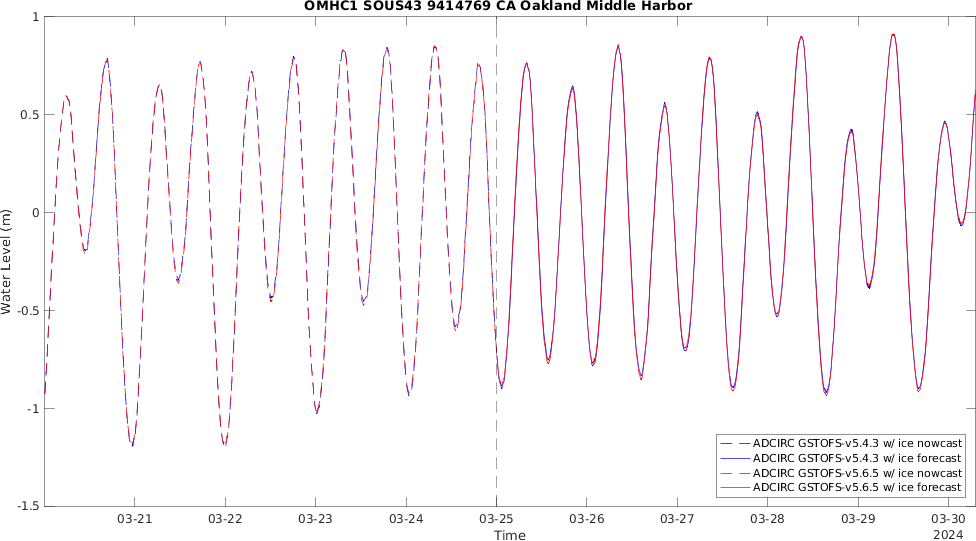 OMHC1 SOUS43 9414769 CA Oakland Middle Harbor
1
0.5
0
-0.5
-1
-1.5
Water Level (m)
03-21
03-22
03-23
03-24
03-25
03-26
03-27
03-28
03-29
03-30
2024
Time
ADCIRC GSTOFS-v5.4.3 w/ ice nowcast
ADCIRC GSTOFS-v5.4.3 w/ ice forecast
ADCIRC GSTOFS-v5.6.5 w/ ice nowcast
ADCIRC GSTOFS-v5.6.5 w/ ice forecast